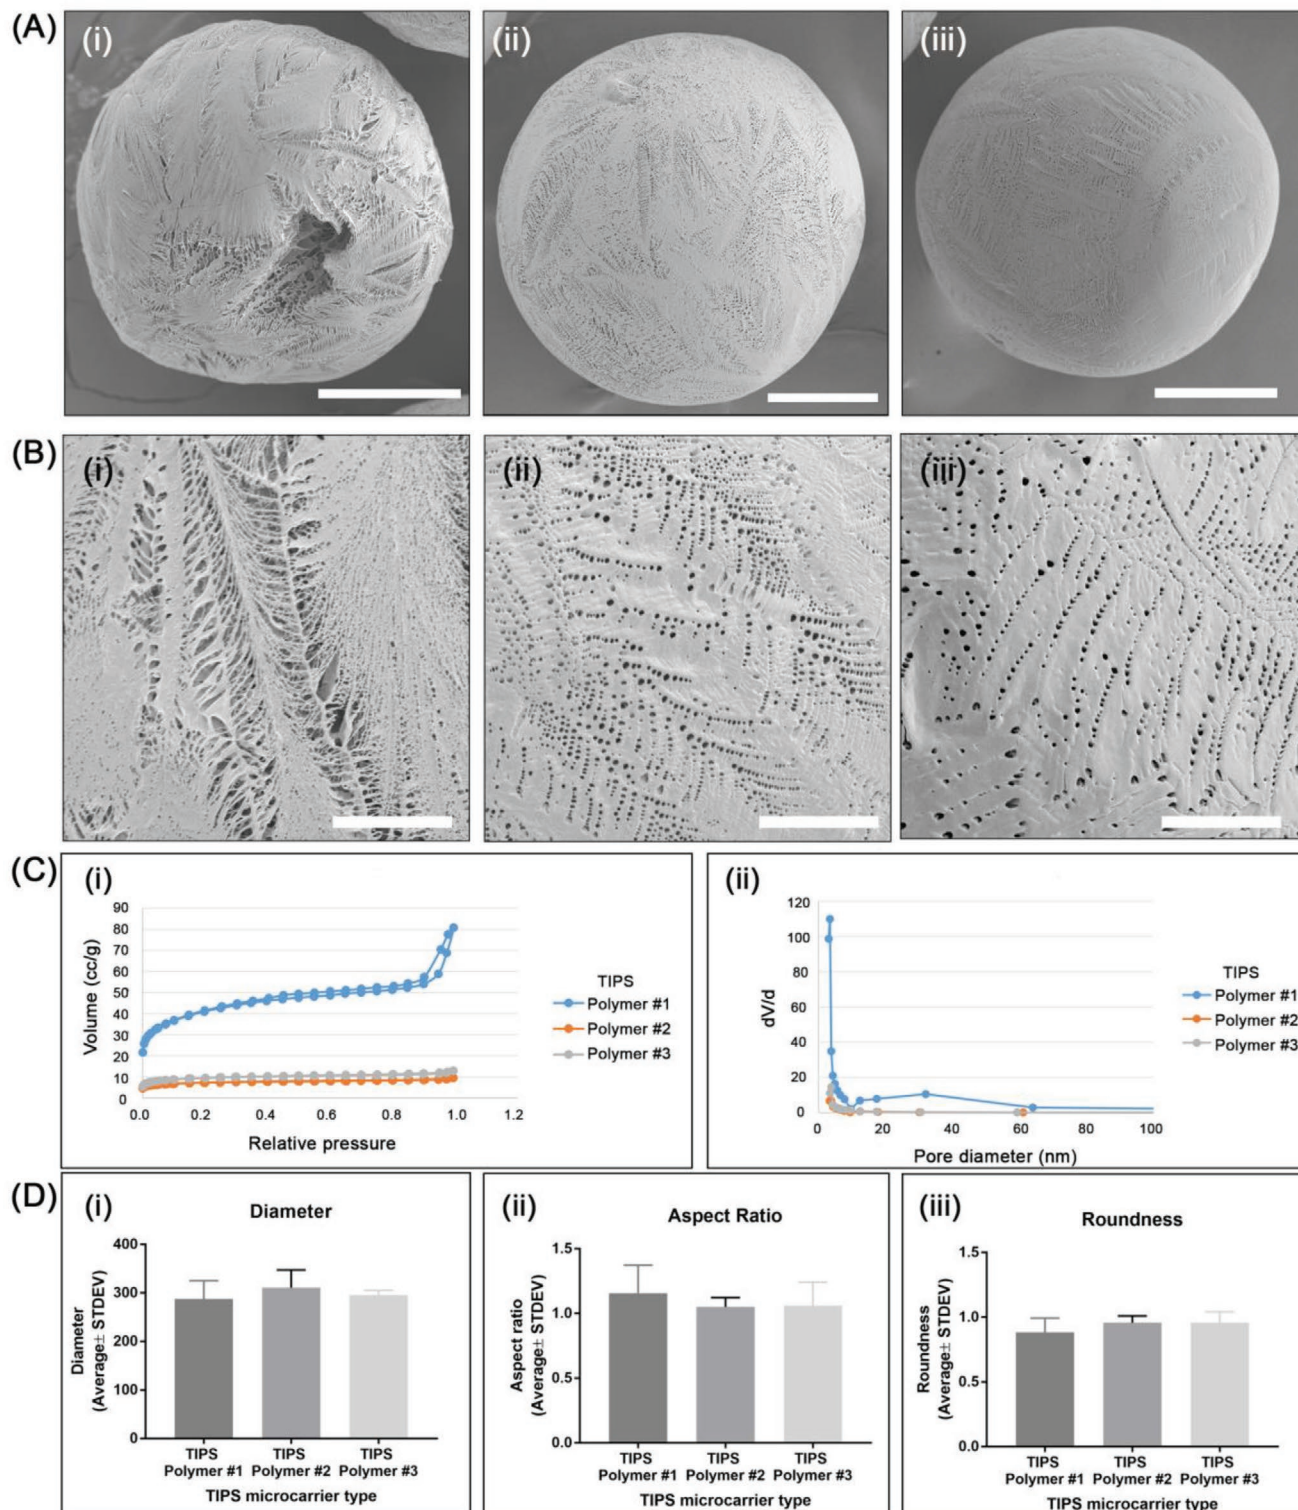 (A)
(i)
(ii)
(iii)
(B)
(i)
(ii)
(iii)
(C)
(i)
90
80
70
60
50
40
30
20
10
0
0.0 0.2 0.4 0.6 0.8 1.0 1.2
Volume (cc/g)
Relative pressure
TIPS
Polymer #1
Polymer #2
Polymer #3
(ii)
120
100
80
60
40
20
0
0 20 40 60 80 100
dV/d
Pore diameter (nm)
TIPS
Polymer #1
Polymer #2
Polymer #3
(D)
(i)
Diameter
400
300
200
100
0
Diameter
(Average± STDEV)
TIPS TIPS TIPS
Polymer #1 Polymer #2 Polymer #3
TIPS microcarrier type
(ii)
Aspect Ratio
1.5
1.0
0.5
0.0
Aspect ratio
(Average± STDEV)
TIPS TIPS TIPS
Polymer #1 Polymer #2 Polymer #3
TIPS microcarrier type
(iii)
Roundness
1.5
1.0
0.5
0.0
Roundness
(Average± STDEV)
TIPS TIPS TIPS
Polymer #1 Polymer #2 Polymer #3
TIPS microcarrier type